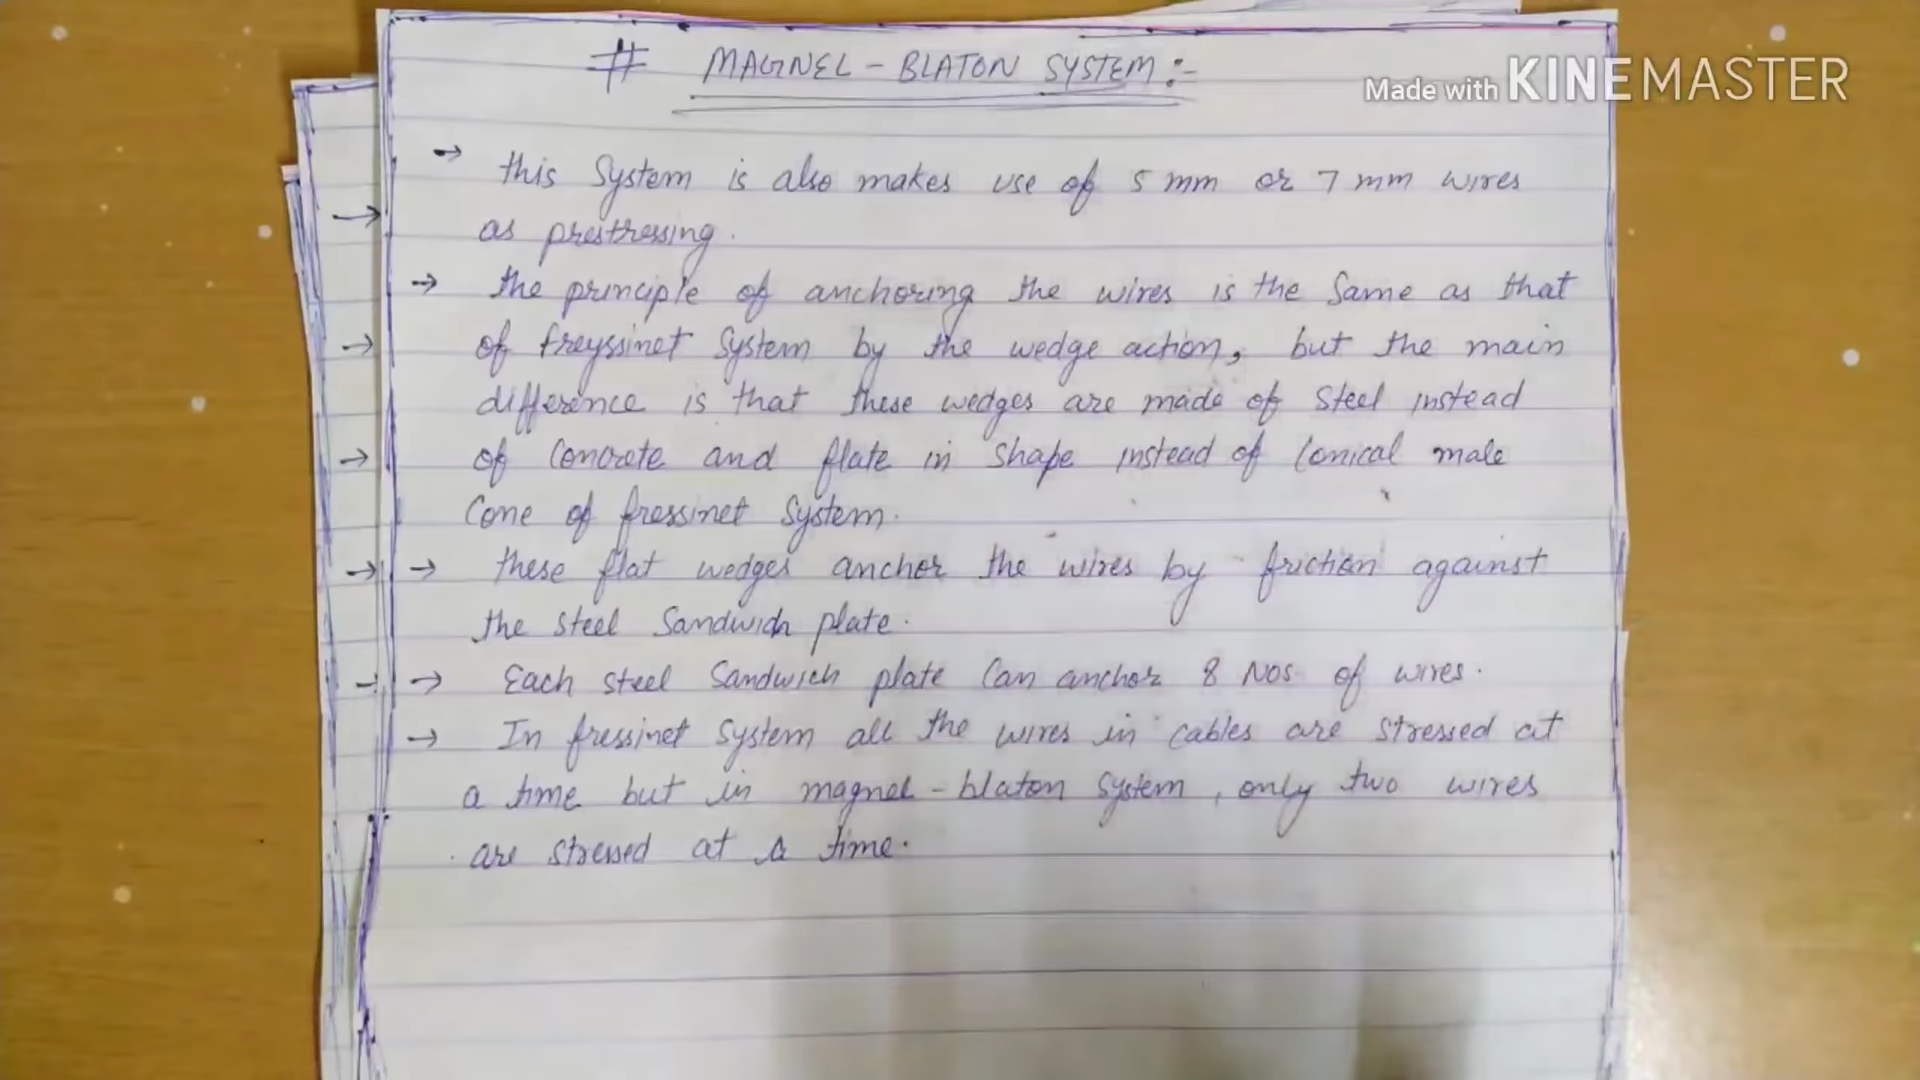 # MAGNEL - BLATON SYSTEM :-
Made with KINEMASTER
→ this System is also makes use of 5 mm or 7 mm wires
as prestressing.
→ the principle of anchoring the wires is the Same as that
of freyssinet System by the wedge action, but the main
difference is that these wedges are made of Steel instead
of Concrete and flate in shape instead of Conical male
Cone of fressinet System.
→ these flat wedges anchor the wires by friction against
the steel Sandwich plate.
→ Each steel Sandwich plate Can anchor 8 Nos. of wires.
→ In fressinet System all the wires in cables are stressed at
a time but in magnel - blaton system, only two wires
are stressed at a time.